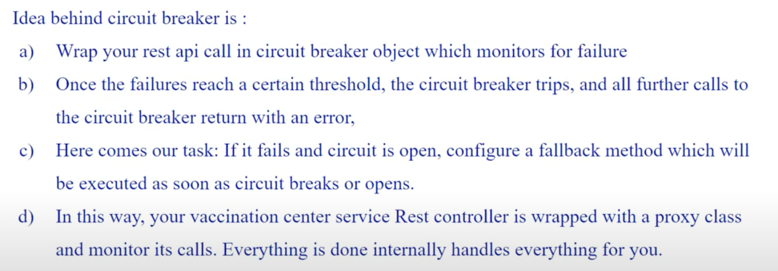 Idea behind circuit breaker is :
a) Wrap your rest api call in circuit breaker object which monitors for failure
b) Once the failures reach a certain threshold, the circuit breaker trips, and all further calls to
the circuit breaker return with an error,
c) Here comes our task: If it fails and circuit is open, configure a fallback method which will
be executed as soon as circuit breaks or opens.
d) In this way, your vaccination center service Rest controller is wrapped with a proxy class
and monitor its calls. Everything is done internally handles everything for you.